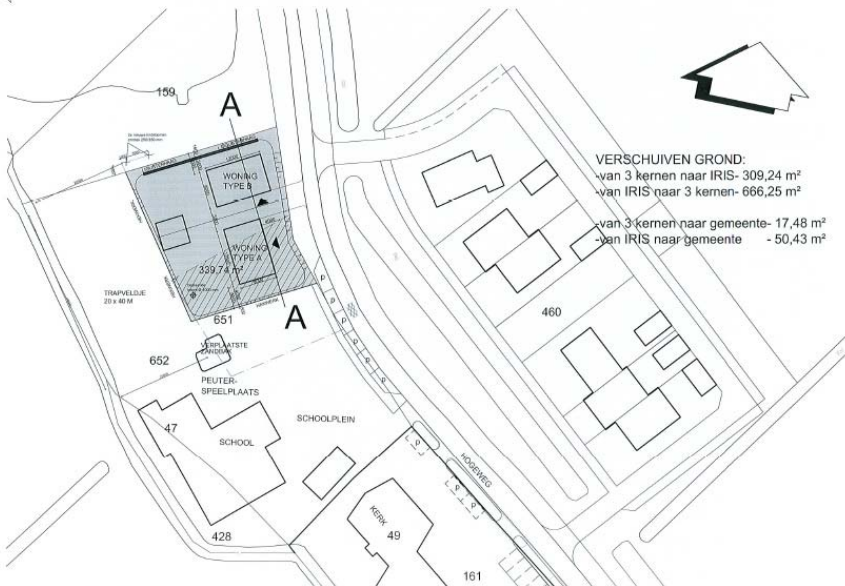 159
A
WONING
TYPE B
WONING
TYPE A
339,74 m²
HAAGWERK
A
TRAPVELDJE
20 x 40 M
651
652
VERPLAATSTE
ZANDBAK
PEUTER-
SPEELPLAATS
SCHOOLPLEIN
47
SCHOOL
428
P
P
P
P
P
P
P
P
P
HOGEWEG
KERK
49
161
460
VERSCHUIVEN GROND:
-van 3 kernen naar IRIS- 309,24 m²
-van IRIS naar 3 kernen- 666,25 m²
-van 3 kernen naar gemeente- 17,48 m²
-van IRIS naar gemeente - 50,43 m²